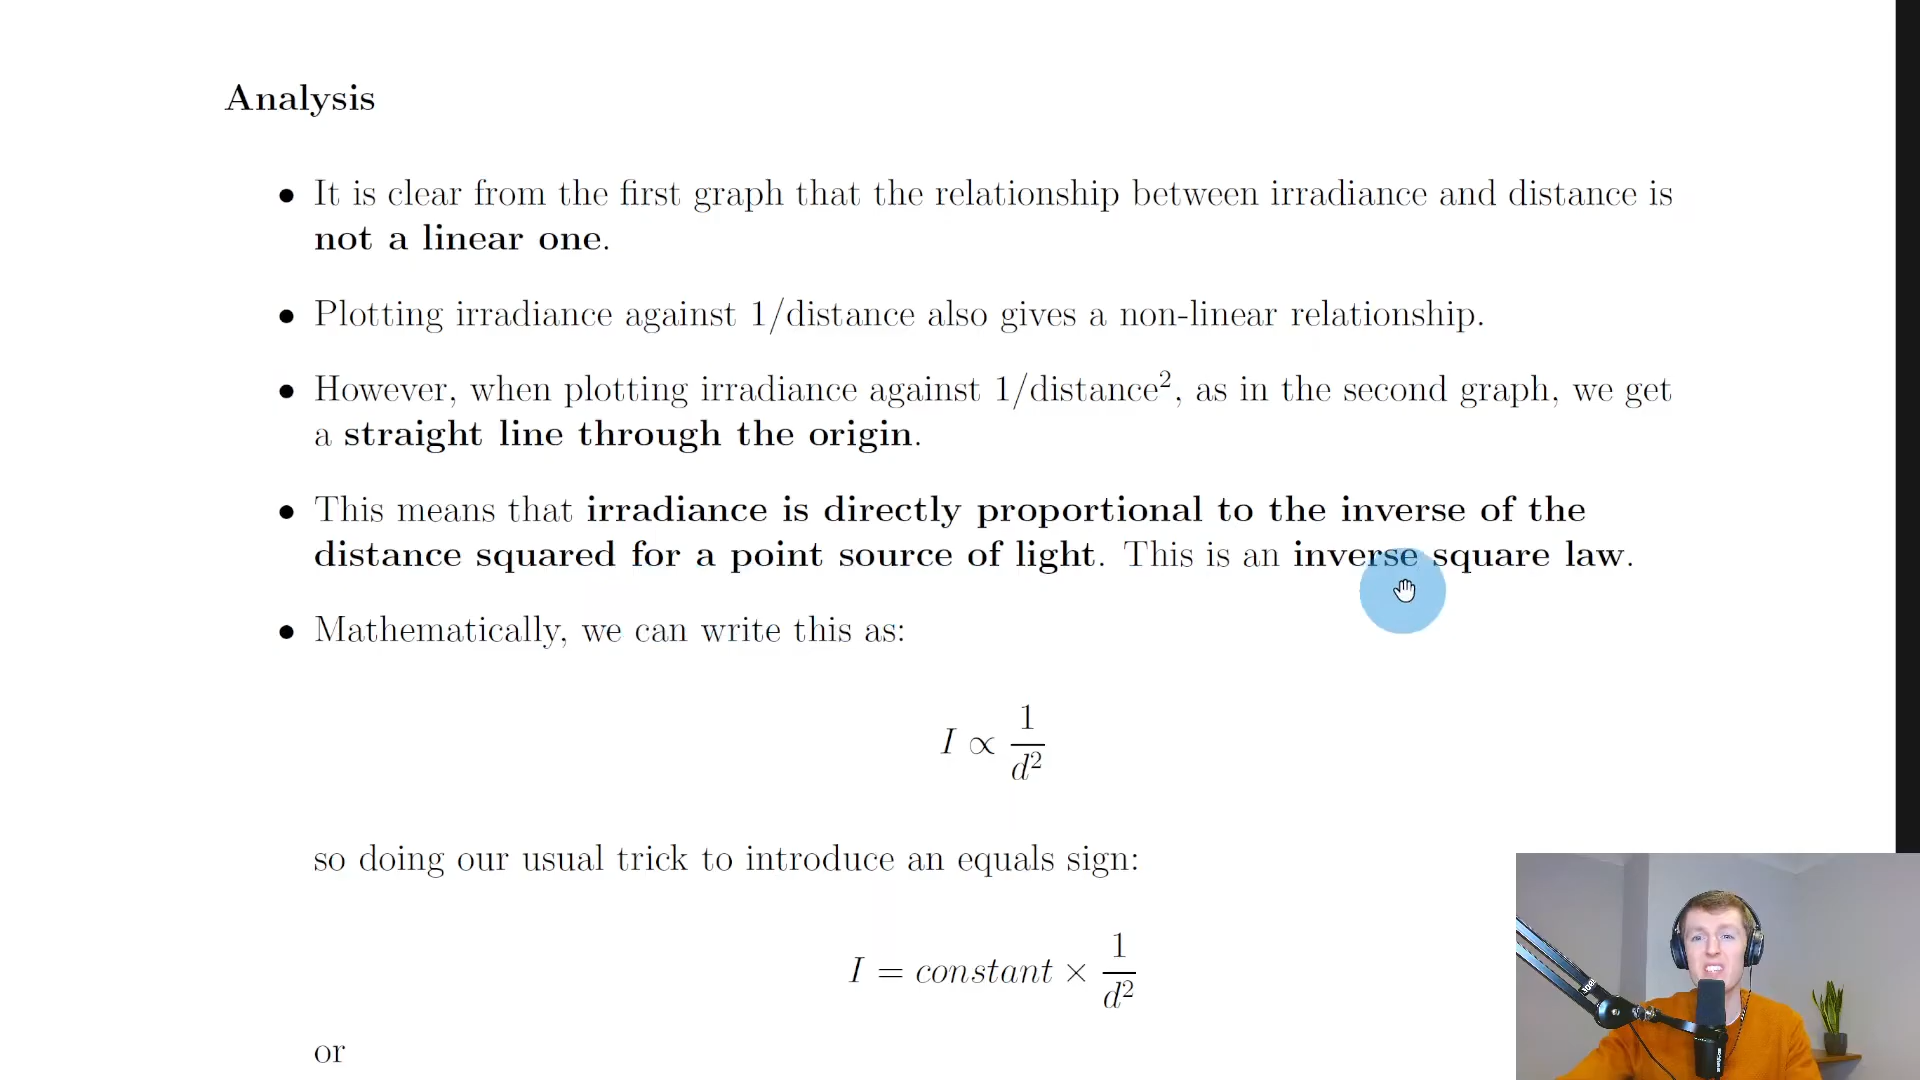 Analysis
• It is clear from the first graph that the relationship between irradiance and distance is
not a linear one.
• Plotting irradiance against 1/distance also gives a non-linear relationship.
• However, when plotting irradiance against 1/distance², as in the second graph, we get
a straight line through the origin.
• This means that irradiance is directly proportional to the inverse of the
distance squared for a point source of light. This is an inverse square law.
• Mathematically, we can write this as:
I ∝ 1/d²
so doing our usual trick to introduce an equals sign:
I = constant × 1/d²
or